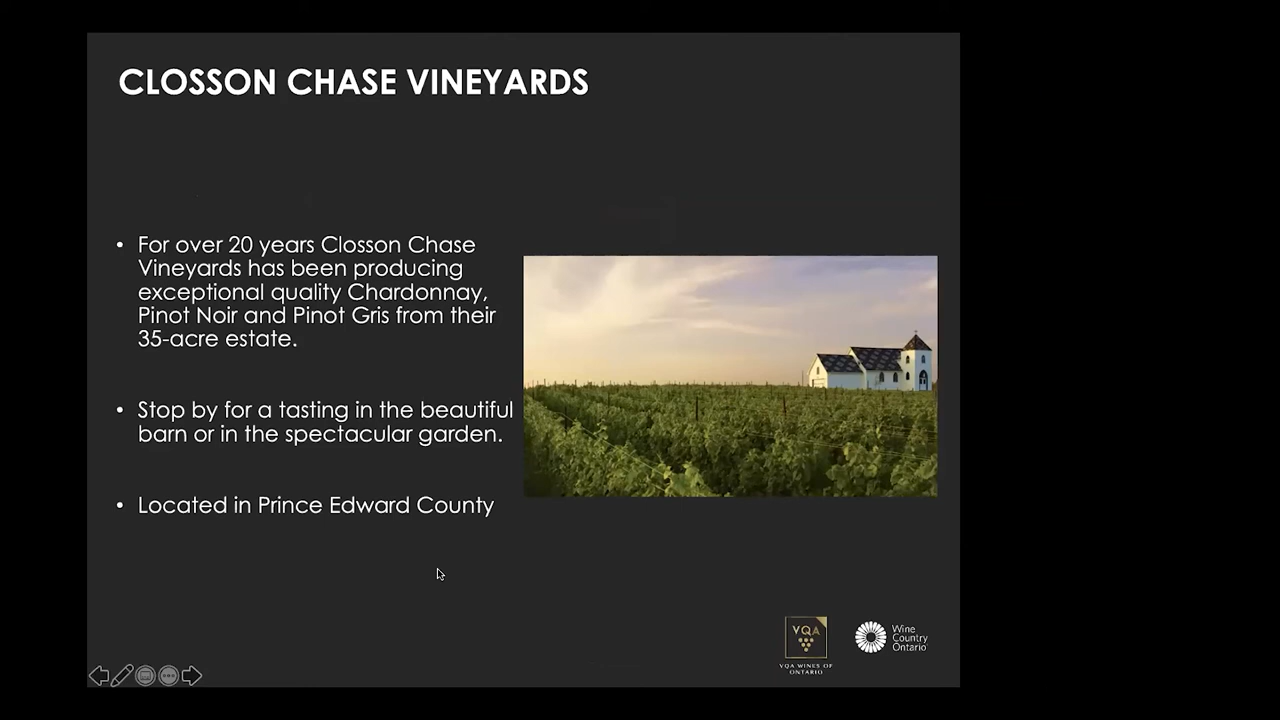 CLOSSON CHASE VINEYARDS
• For over 20 years Closson Chase
Vineyards has been producing
exceptional quality Chardonnay,
Pinot Noir and Pinot Gris from their
35-acre estate.
• Stop by for a tasting in the beautiful
barn or in the spectacular garden.
• Located in Prince Edward County
VQA
VQA WINES OF
ONTARIO
Wine
Country
Ontario